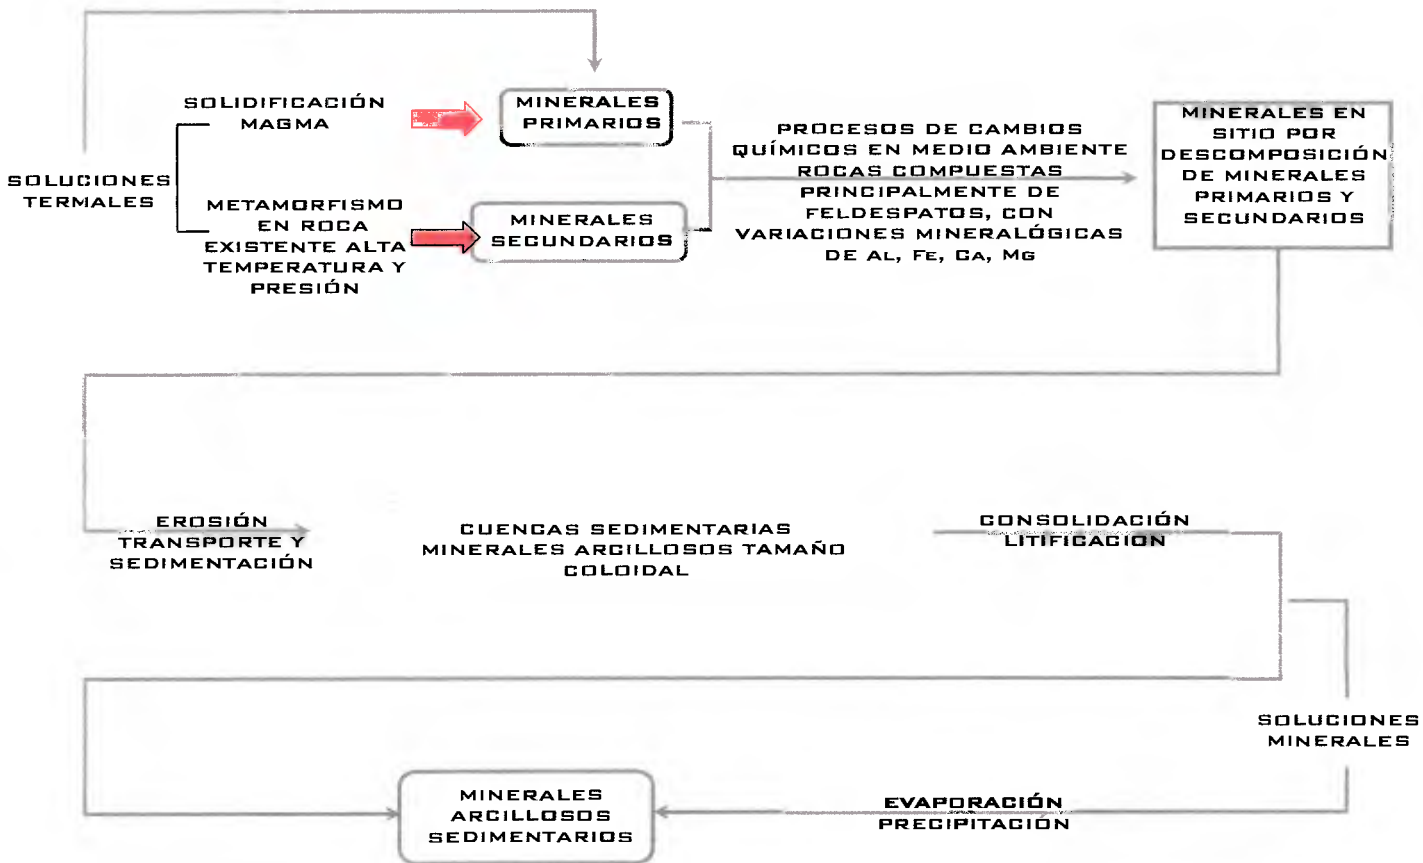 SOLUCIONES
TERMALES
SOLIDIFICACIÓN
MAGMA
METAMORFISMO
EN ROCA
EXISTENTE ALTA
TEMPERATURA Y
PRESIÓN
MINERALES
PRIMARIOS
MINERALES
SECUNDARIOS
PROCESOS DE CAMBIOS
QUÍMICOS EN MEDIO AMBIENTE
ROCAS COMPUESTAS
PRINCIPALMENTE DE
FELDESPATOS, CON
VARIACIONES MINERALÓGICAS
DE AL, FE, CA, MG
MINERALES EN
SITIO POR
DESCOMPOSICIÓN
DE MINERALES
PRIMARIOS Y
SECUNDARIOS
EROSIÓN
TRANSPORTE Y
SEDIMENTACIÓN
CUENCAS SEDIMENTARIAS
MINERALES ARCILLOSOS TAMAÑO
COLOIDAL
CONSOLIDACIÓN
LITIFICACION
SOLUCIONES
MINERALES
EVAPORACIÓN
PRECIPITACIÓN
MINERALES
ARCILLOSOS
SEDIMENTARIOS